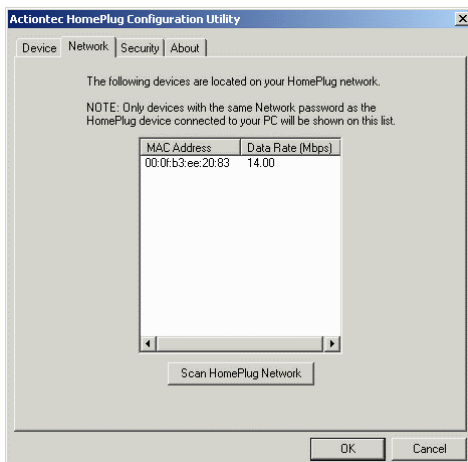 Actiontec HomePlug Configuration Utility
Device Network Security About
The following devices are located on your HomePlug network.
NOTE: Only devices with the same Network password as the
HomePlug device connected to your PC will be shown on this list.
MAC Address Data Rate (Mbps)
00:0f:b3:ee:20:83 14.00
Scan HomePlug Network
OK Cancel